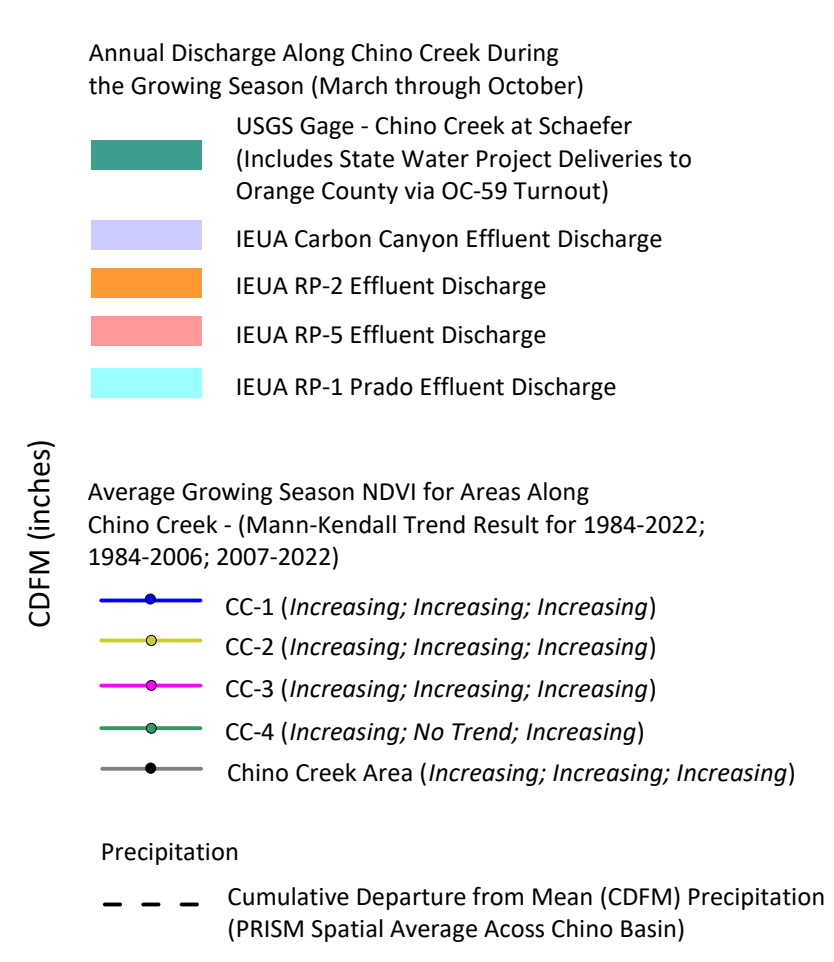 Annual Discharge Along Chino Creek During
the Growing Season (March through October)
USGS Gage - Chino Creek at Schaefer
(Includes State Water Project Deliveries to
Orange County via OC-59 Turnout)
IEUA Carbon Canyon Effluent Discharge
IEUA RP-2 Effluent Discharge
IEUA RP-5 Effluent Discharge
IEUA RP-1 Prado Effluent Discharge
CDFM (inches)
Average Growing Season NDVI for Areas Along
Chino Creek - (Mann-Kendall Trend Result for 1984-2022;
1984-2006; 2007-2022)
CC-1 (Increasing; Increasing; Increasing)
CC-2 (Increasing; Increasing; Increasing)
CC-3 (Increasing; Increasing; Increasing)
CC-4 (Increasing; No Trend; Increasing)
Chino Creek Area (Increasing; Increasing; Increasing)
Precipitation
Cumulative Departure from Mean (CDFM) Precipitation
(PRISM Spatial Average Acoss Chino Basin)